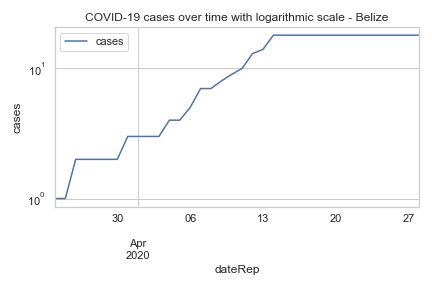 COVID-19 cases over time with logarithmic scale - Belize
cases
10¹
cases
10⁰
30 06 13 20 27
Apr
2020
dateRep